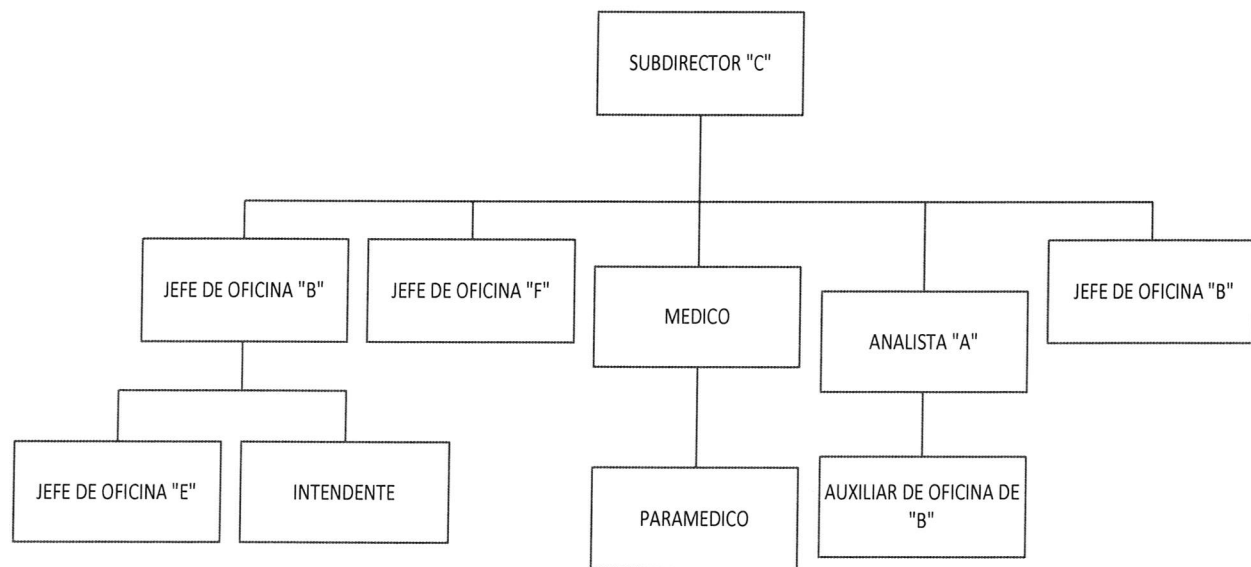 SUBDIRECTOR "C"
JEFE DE OFICINA "B"
JEFE DE OFICINA "F"
MEDICO
ANALISTA "A"
JEFE DE OFICINA "B"
JEFE DE OFICINA "E"
INTENDENTE
PARAMEDICO
AUXILIAR DE OFICINA DE
"B"